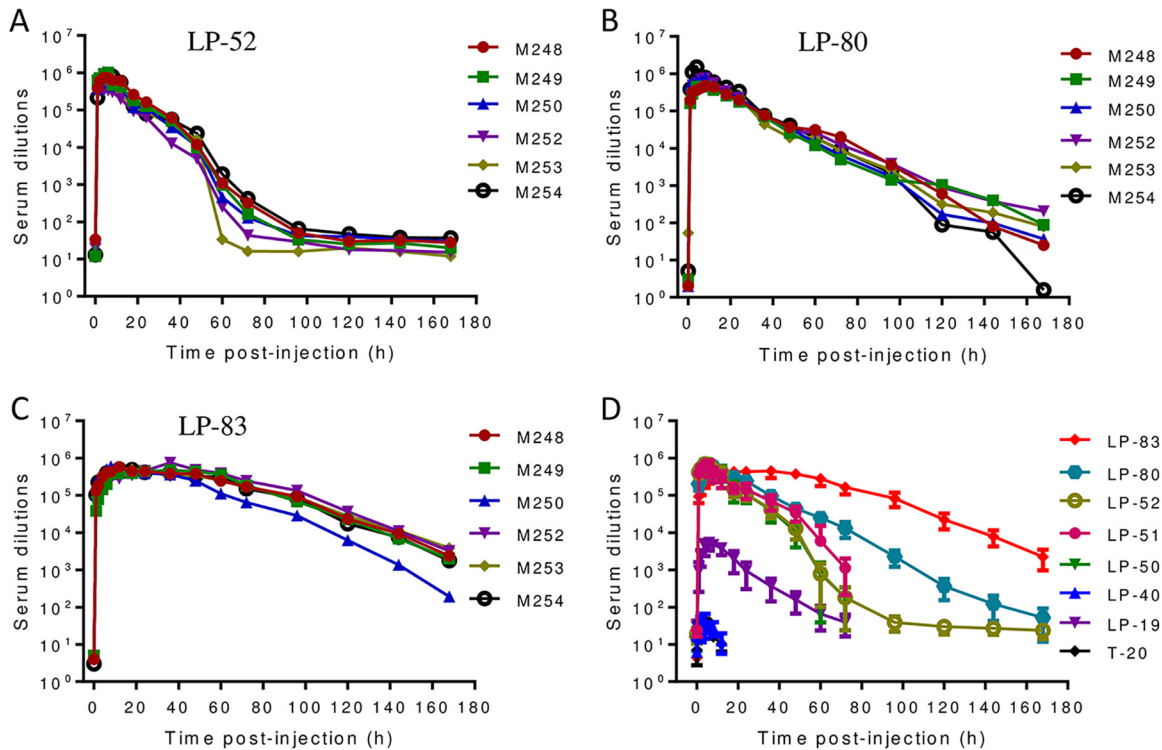 A
LP-52
Serum dilutions
10⁷
10⁶
10⁵
10⁴
10³
10²
10¹
10⁰
0 20 40 60 80 100 120 140 160 180
Time post-injection (h)
M248
M249
M250
M252
M253
M254
B
LP-80
Serum dilutions
10⁷
10⁶
10⁵
10⁴
10³
10²
10¹
10⁰
0 20 40 60 80 100 120 140 160 180
Time post-injection (h)
M248
M249
M250
M252
M253
M254
C
LP-83
Serum dilutions
10⁷
10⁶
10⁵
10⁴
10³
10²
10¹
10⁰
0 20 40 60 80 100 120 140 160 180
Time post-injection (h)
M248
M249
M250
M252
M253
M254
D
Serum dilutions
10⁷
10⁶
10⁵
10⁴
10³
10²
10¹
10⁰
0 20 40 60 80 100 120 140 160 180
Time post-injection (h)
LP-83
LP-80
LP-52
LP-51
LP-50
LP-40
LP-19
T-20